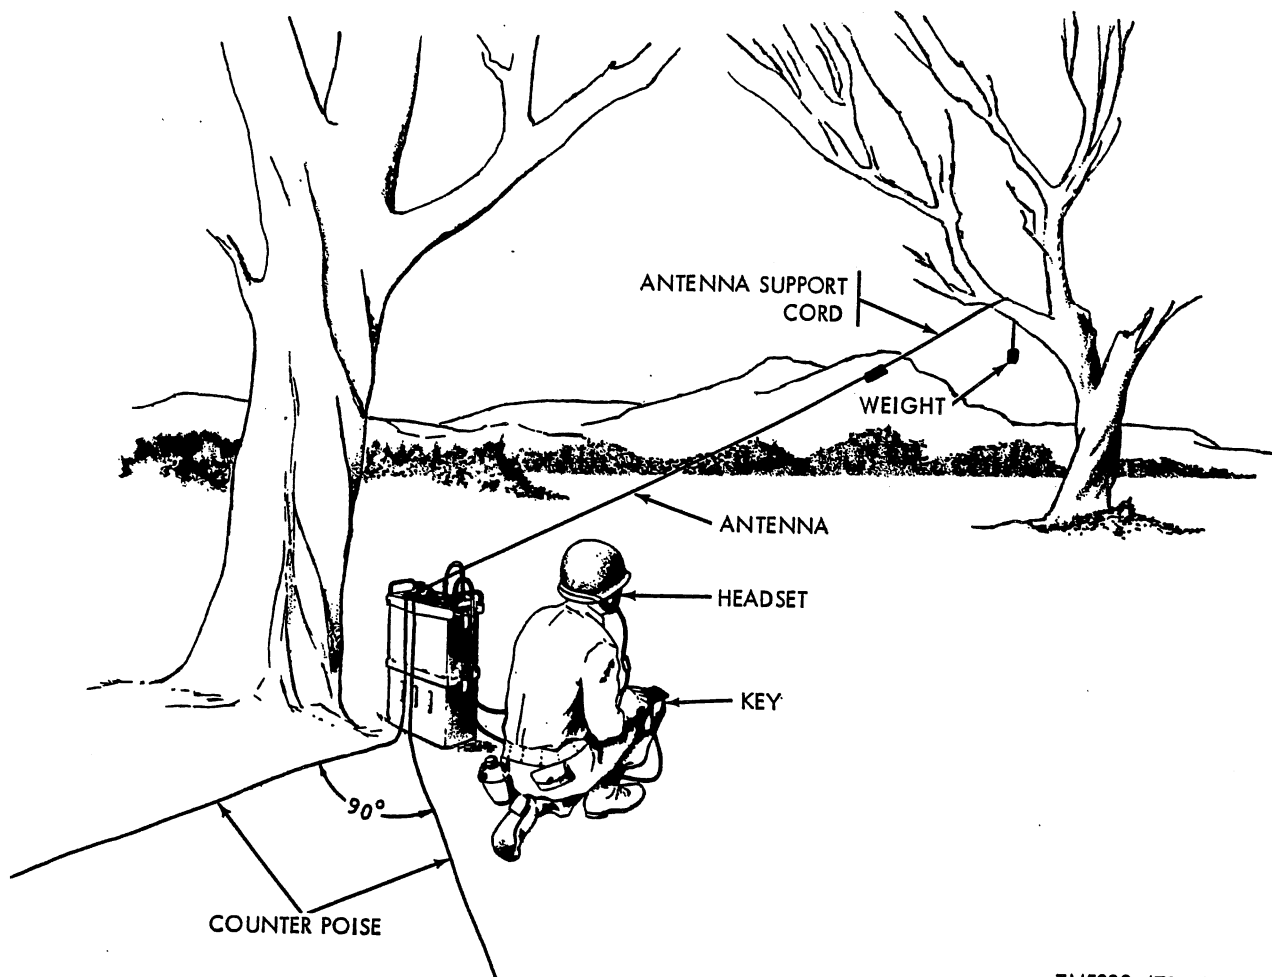 ANTENNA SUPPORT
CORD
WEIGHT
ANTENNA
HEADSET
KEY
90°
COUNTER POISE